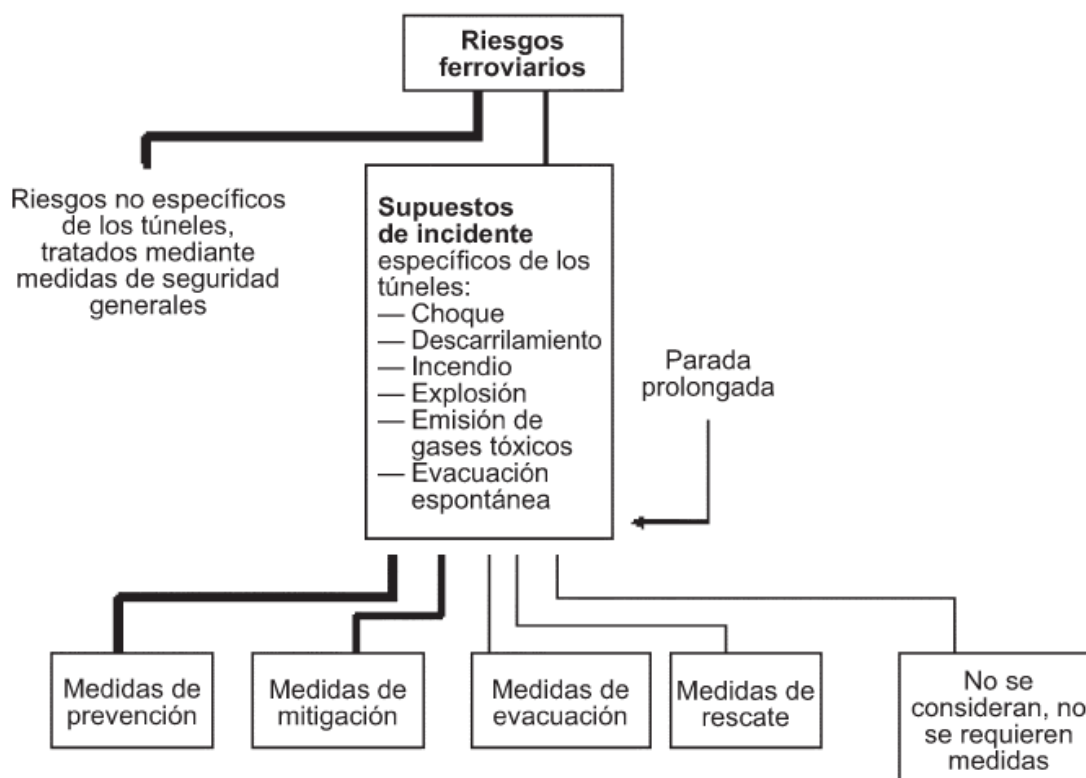 Riesgos
ferroviarios
Riesgos no específicos
de los túneles,
tratados mediante
medidas de seguridad
generales
Supuestos
de incidente
específicos de los
túneles:
— Choque
— Descarrilamiento
— Incendio
— Explosión
— Emisión de
gases tóxicos
— Evacuación
espontánea
Parada
prolongada
Medidas de
prevención
Medidas de
mitigación
Medidas de
evacuación
Medidas de
rescate
No se
consideran, no
se requieren
medidas